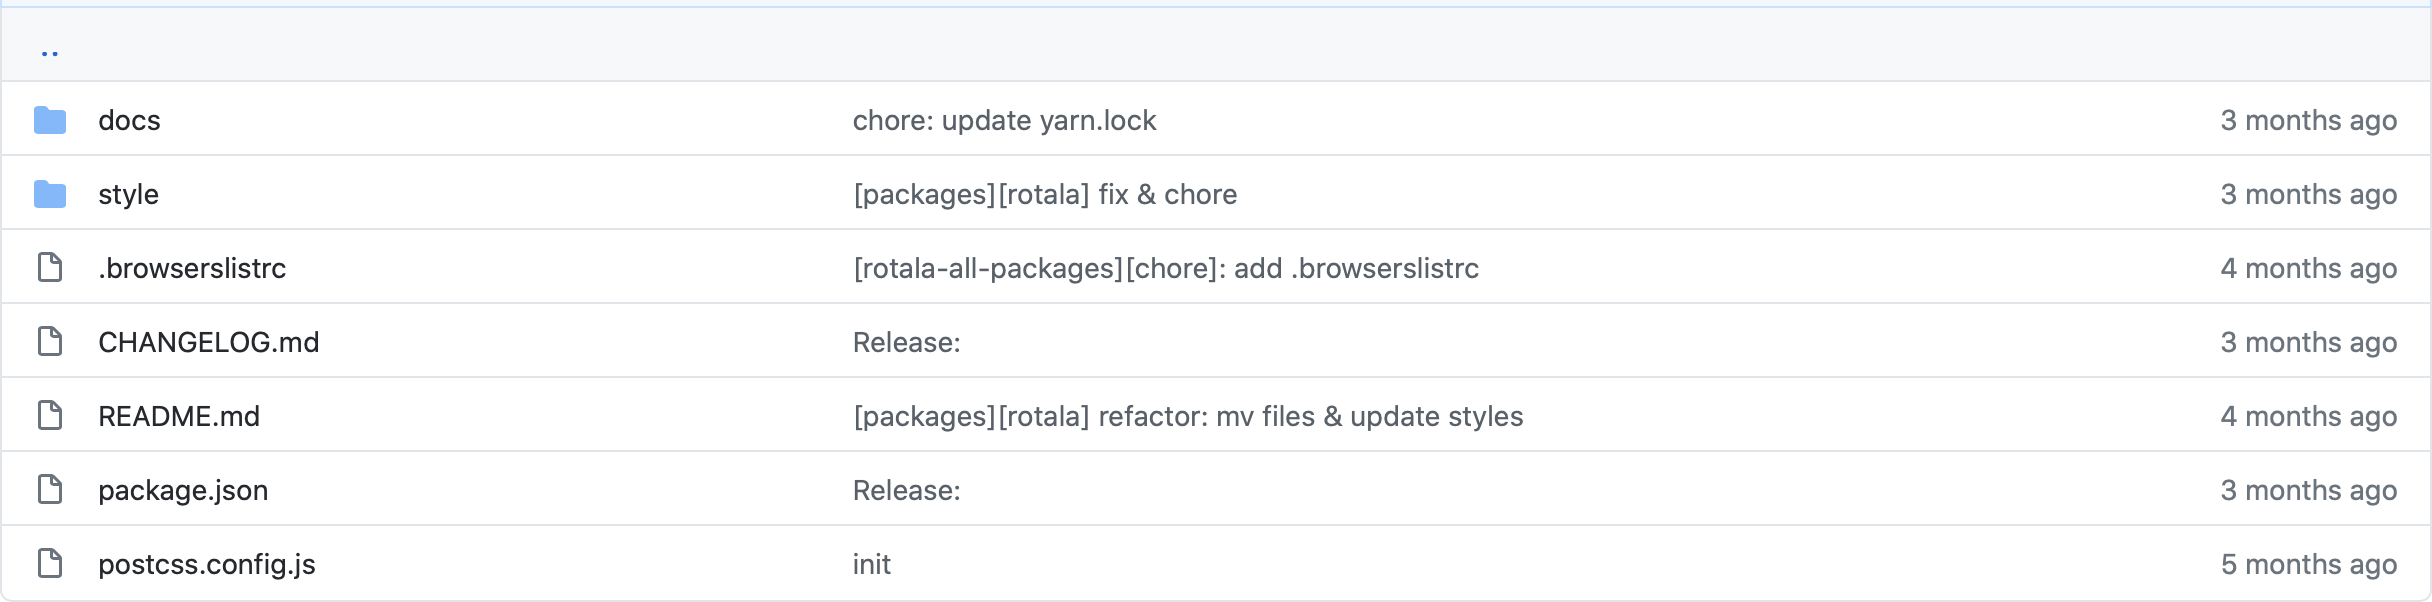 ..
docs chore: update yarn.lock 3 months ago
style [packages][rotala] fix & chore 3 months ago
.browserslistrc [rotala-all-packages][chore]: add .browserslistrc 4 months ago
CHANGELOG.md Release: 3 months ago
README.md [packages][rotala] refactor: mv files & update styles 4 months ago
package.json Release: 3 months ago
postcss.config.js init 5 months ago